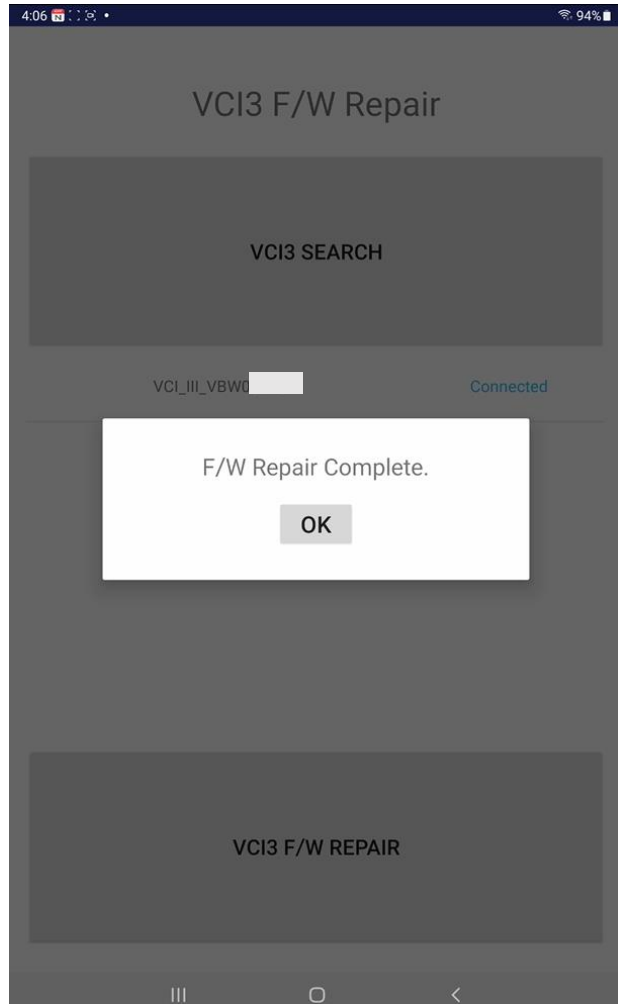 4:06 94%
VCI3 F/W Repair
VCI3 SEARCH
VCI_III_VBW0
Connected
F/W Repair Complete.
OK
VCI3 F/W REPAIR